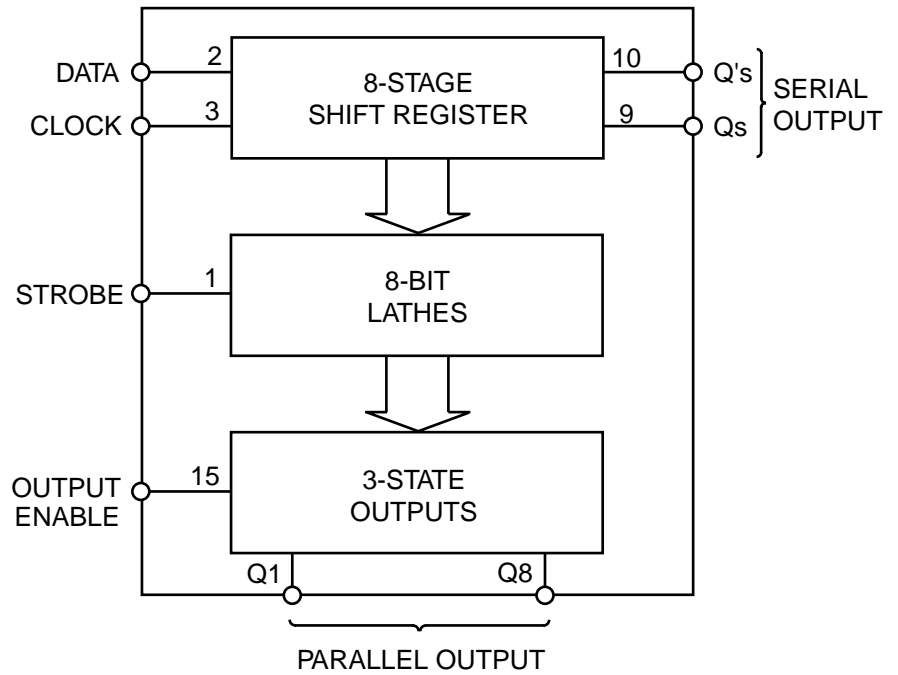 DATA
2
8-STAGE
SHIFT REGISTER
10
Q's
CLOCK
3
9
Qs
SERIAL
OUTPUT
STROBE
1
8-BIT
LATHES
OUTPUT
ENABLE
15
3-STATE
OUTPUTS
Q1
Q8
PARALLEL OUTPUT